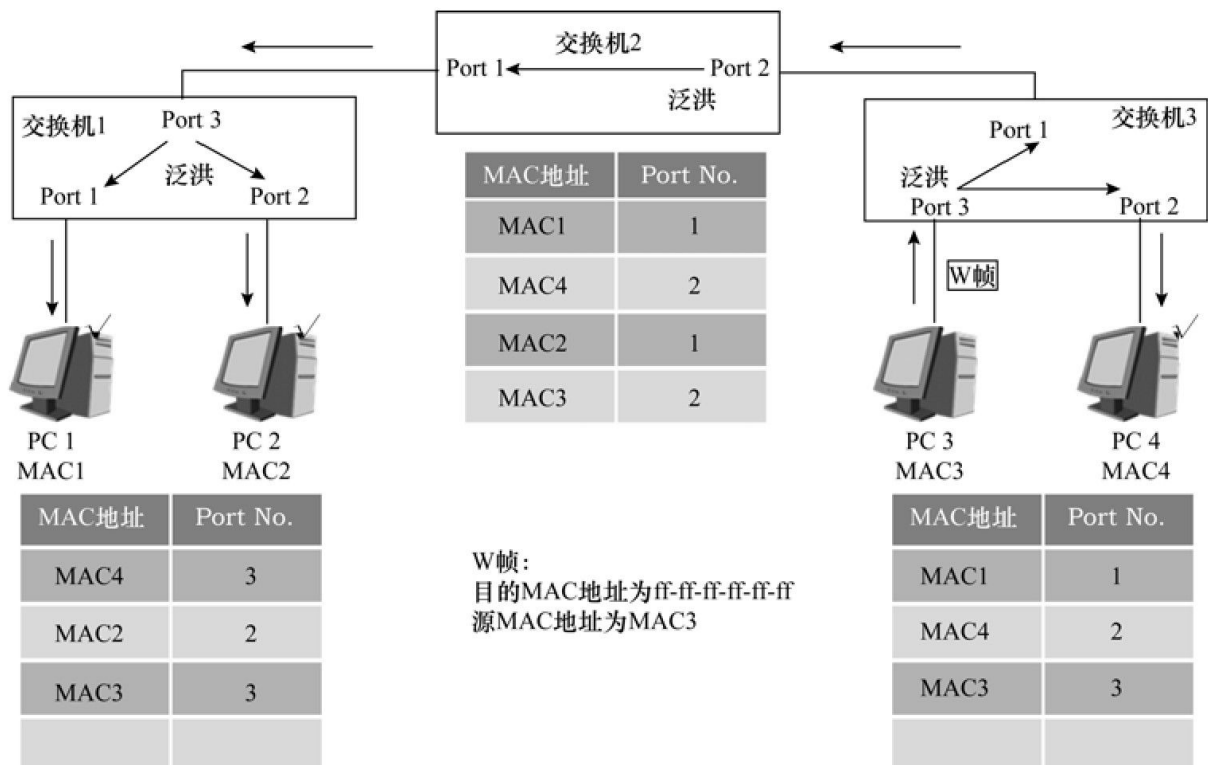 交换机2
Port 1
Port 2
泛洪
交换机1
Port 3
泛洪
Port 1
Port 2
交换机3
Port 1
泛洪
Port 3
Port 2
W帧
MAC地址 Port No.
MAC1 1
MAC4 2
MAC2 1
MAC3 2
PC 1
MAC1
PC 2
MAC2
PC 3
MAC3
PC 4
MAC4
MAC地址 Port No.
MAC4 3
MAC2 2
MAC3 3
W帧:
目的MAC地址为ff-ff-ff-ff-ff-ff
源MAC地址为MAC3
MAC地址 Port No.
MAC1 1
MAC4 2
MAC3 3